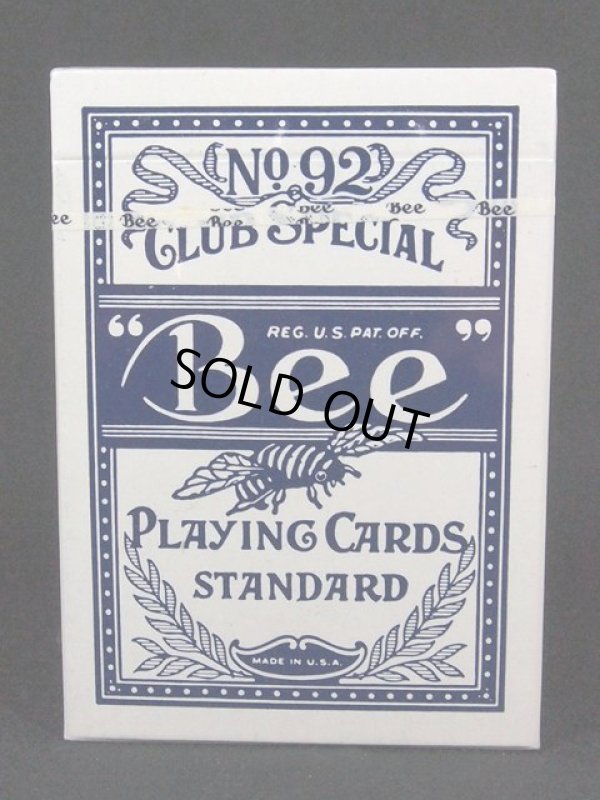 No 92
ee Bee Bee Bee Bee Bee
CLUB SPECIAL
"Bee"
REG. U.S. PAT. OFF.
SOLD OUT
PLAYING CARDS
STANDARD
MADE IN U.S.A.